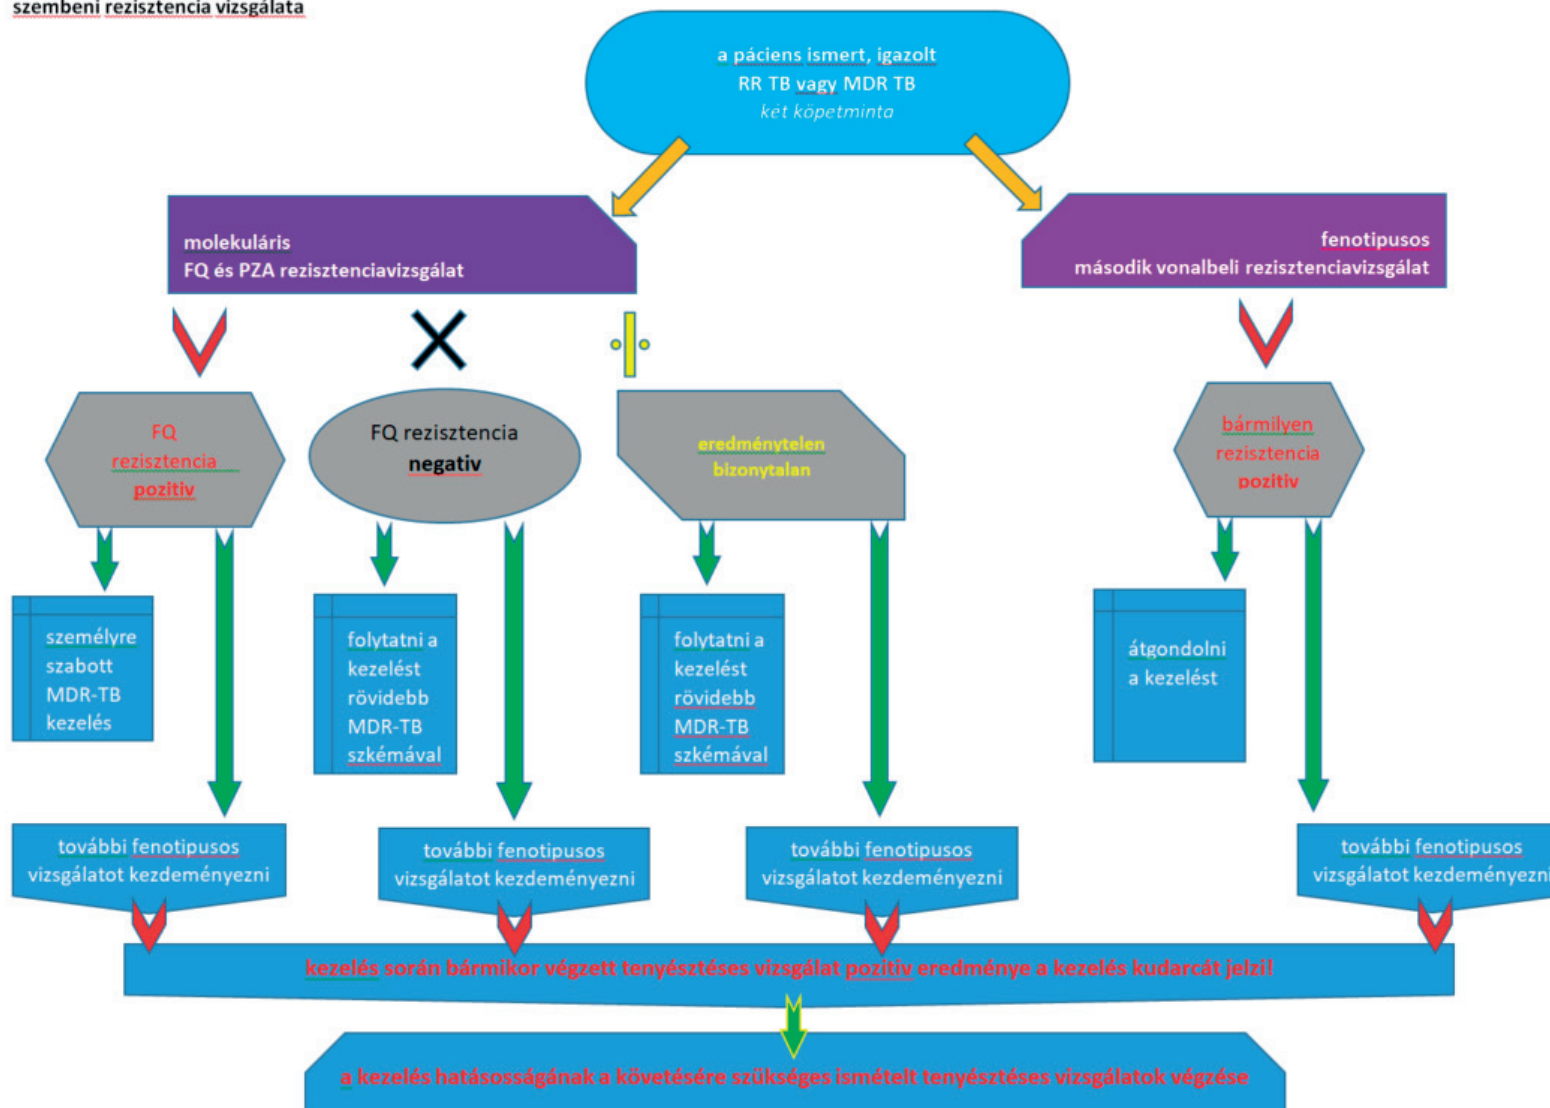 szembeni rezisztencia vizsgálata
a páciens ismert, igazolt
RR TB vagy MDR TB
két köpetminta
molekuláris
FQ és PZA rezisztenciavizsgálat
fenotipusos
második vonalbeli rezisztenciavizsgálat
FQ
rezisztencia
pozitiv
FQ rezisztencia
negativ
eredménytelen
bizonytalan
bármilyen
rezisztencia
pozitiv
személyre
szabott
MDR-TB
kezelés
folytatni a
kezelést
rövidebb
MDR-TB
szkémával
folytatni a
kezelést
rövidebb
MDR-TB
szkémával
átgondolni
a kezelést
további fenotipusos
vizsgálatot kezdeményezni
további fenotipusos
vizsgálatot kezdeményezni
további fenotipusos
vizsgálatot kezdeményezni
további fenotipusos
vizsgálatot kezdeményezni
kezelés során bármikor végzett tenyésztéses vizsgálat pozitiv eredménye a kezelés kudarcát jelzi!
a kezelés hatásosságának a követésére szükséges ismételt tenyésztéses vizsgálatok végzése